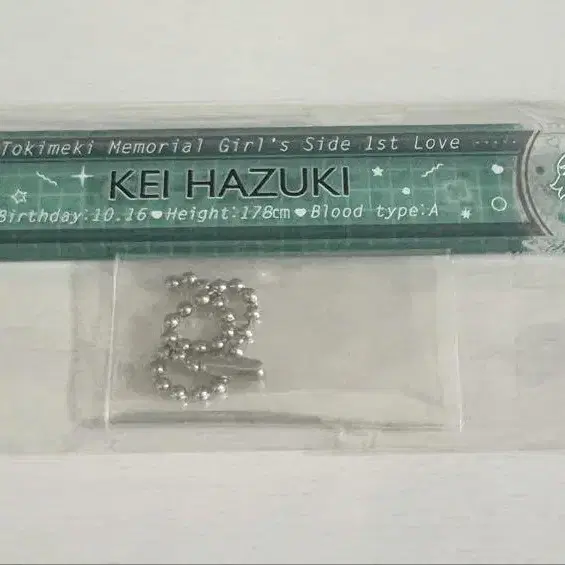 Tokimeki Memorial Girl's Side 1st Love ·····
KEI HAZUKI
Birthday:10.16♥Height:178cm♥Blood type:A